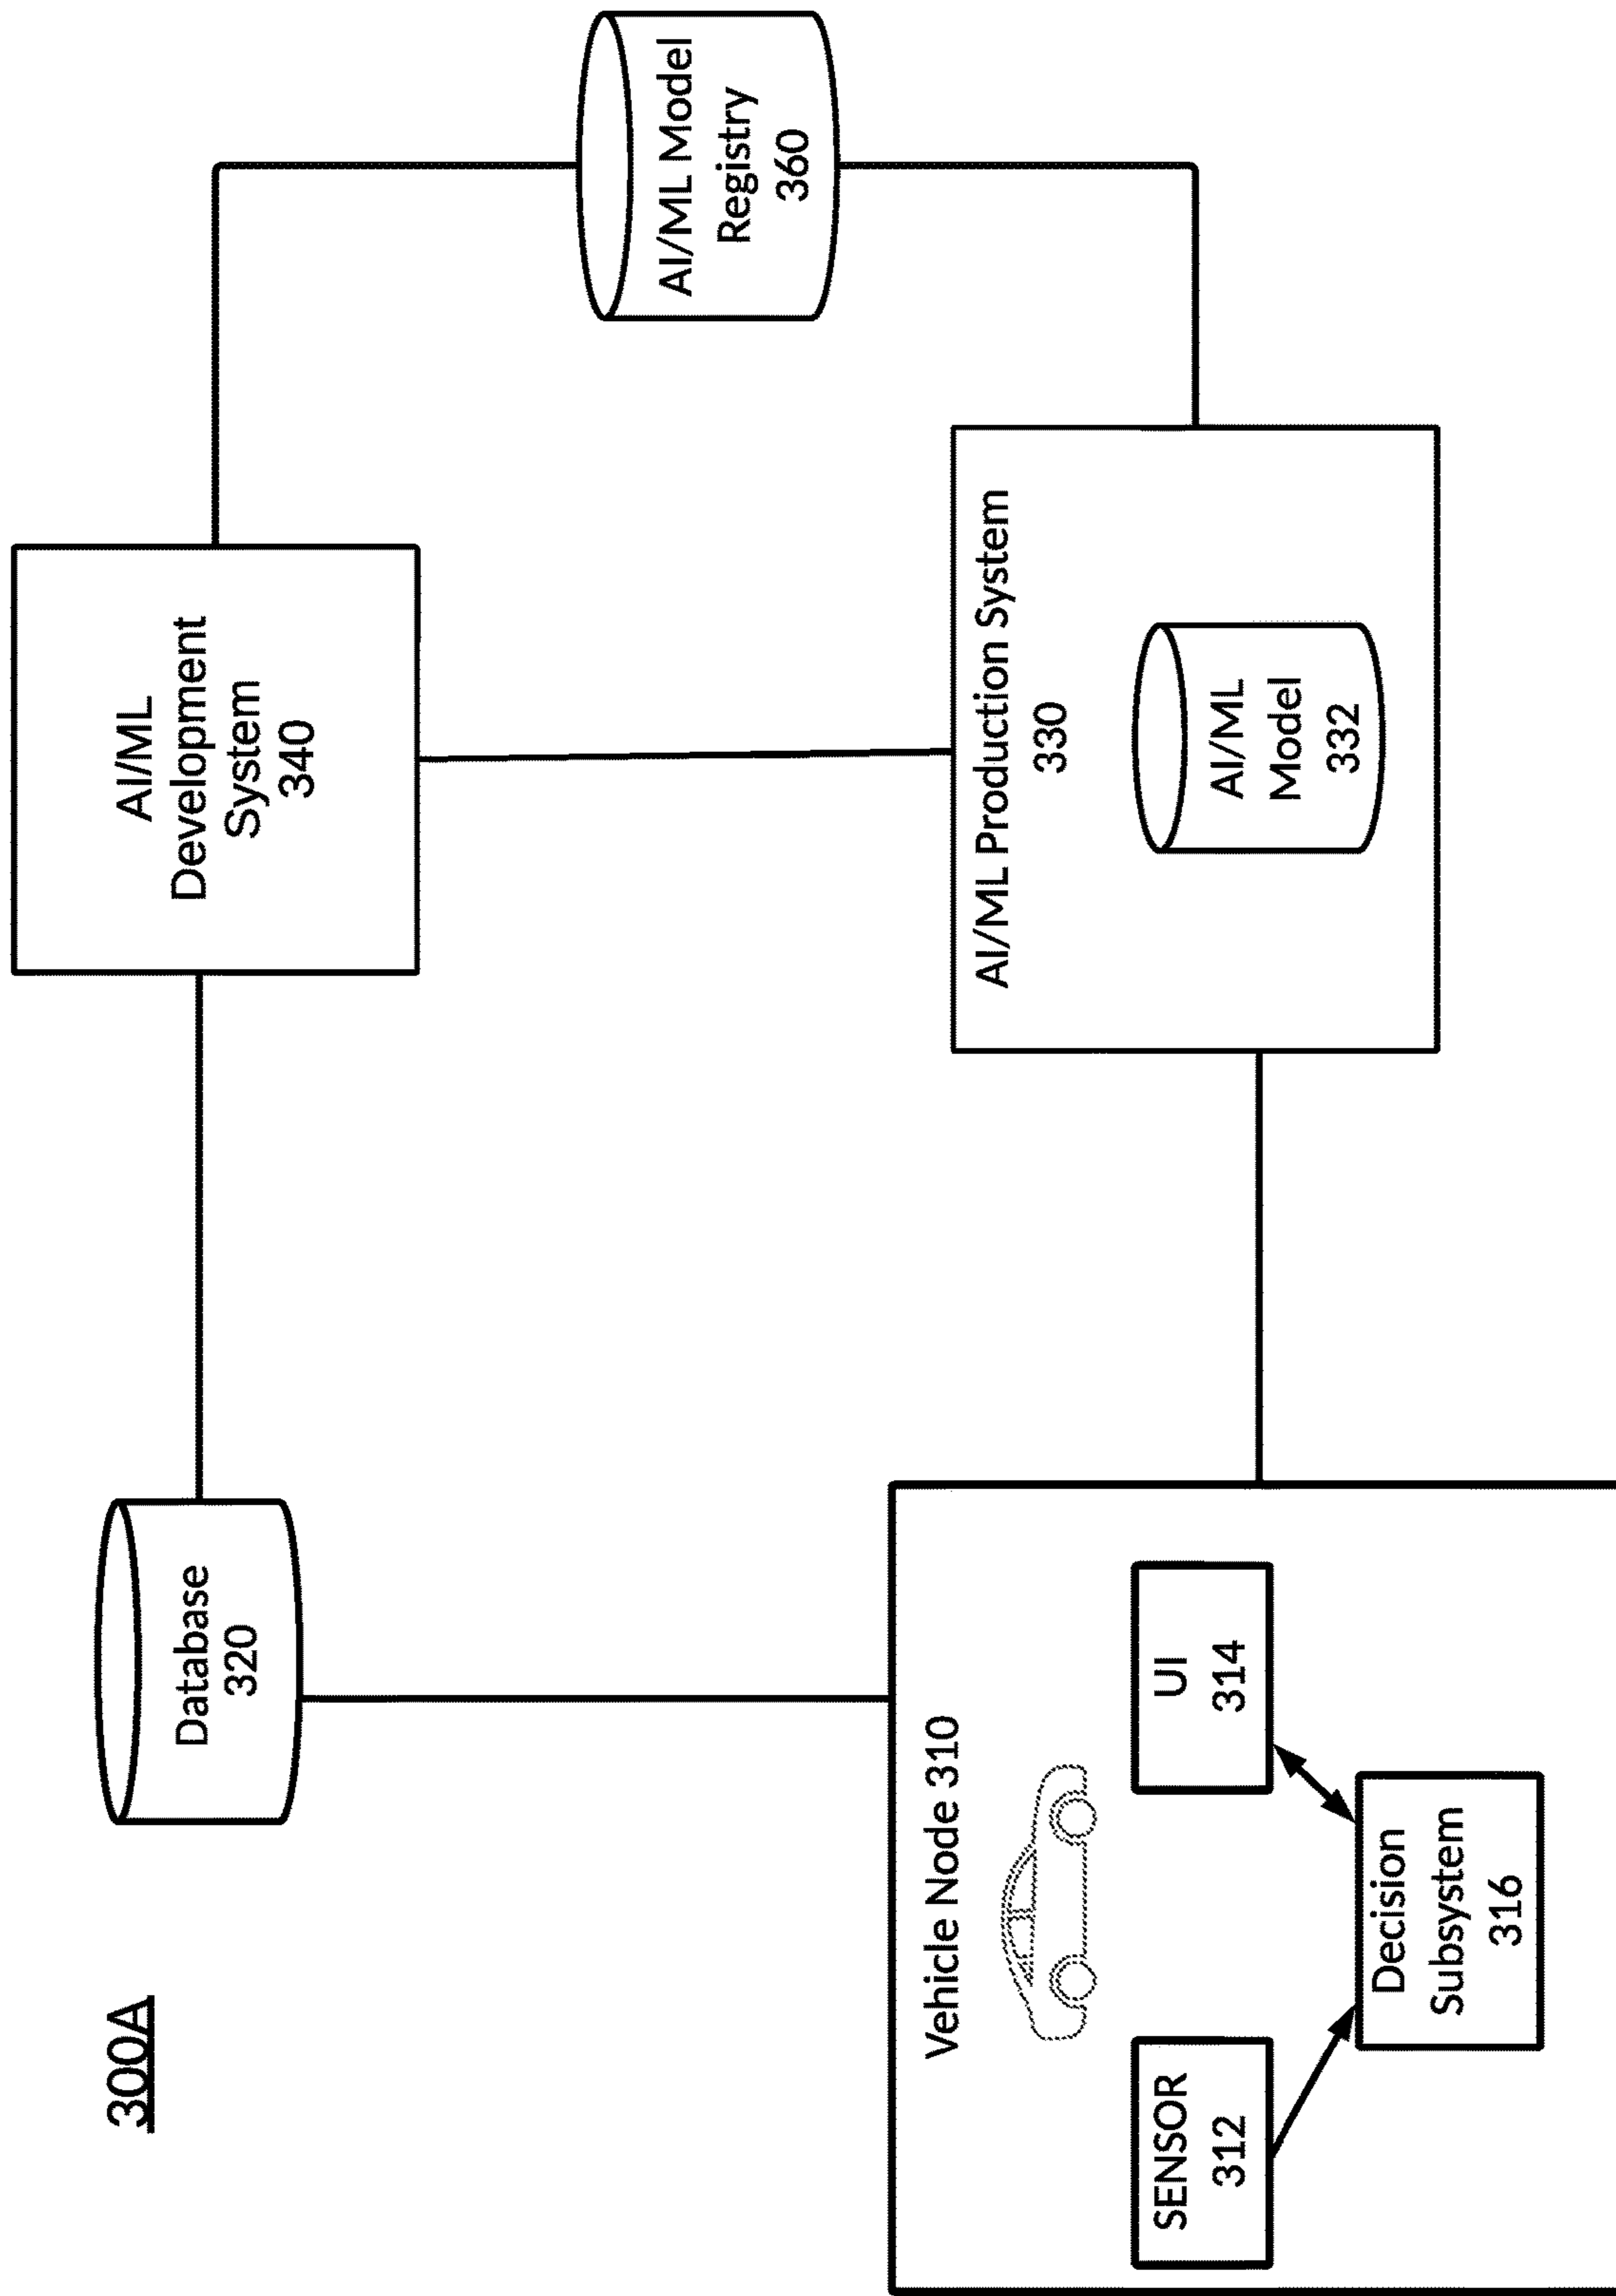 300A
Database
320
AI/ML
Development
System
340
AI/ML Model
Registry
360
Vehicle Node 310
SENSOR
312
UI
314
Decision
Subsystem
316
AI/ML Production System
330
AI/ML
Model
332